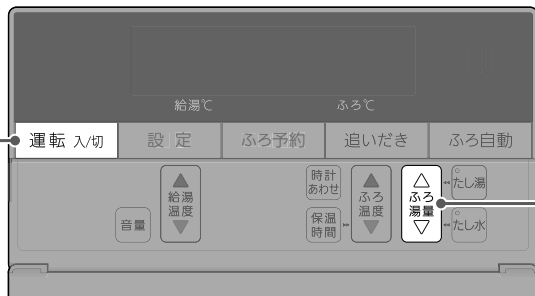 給湯℃ ふろ℃
運転 入/切 設定 ふろ予約 追いだき ふろ自動
音量
給湯
温度
時計
あわせ
保温
時間
ふろ
温度
ふろ
湯量
たし湯
たし水